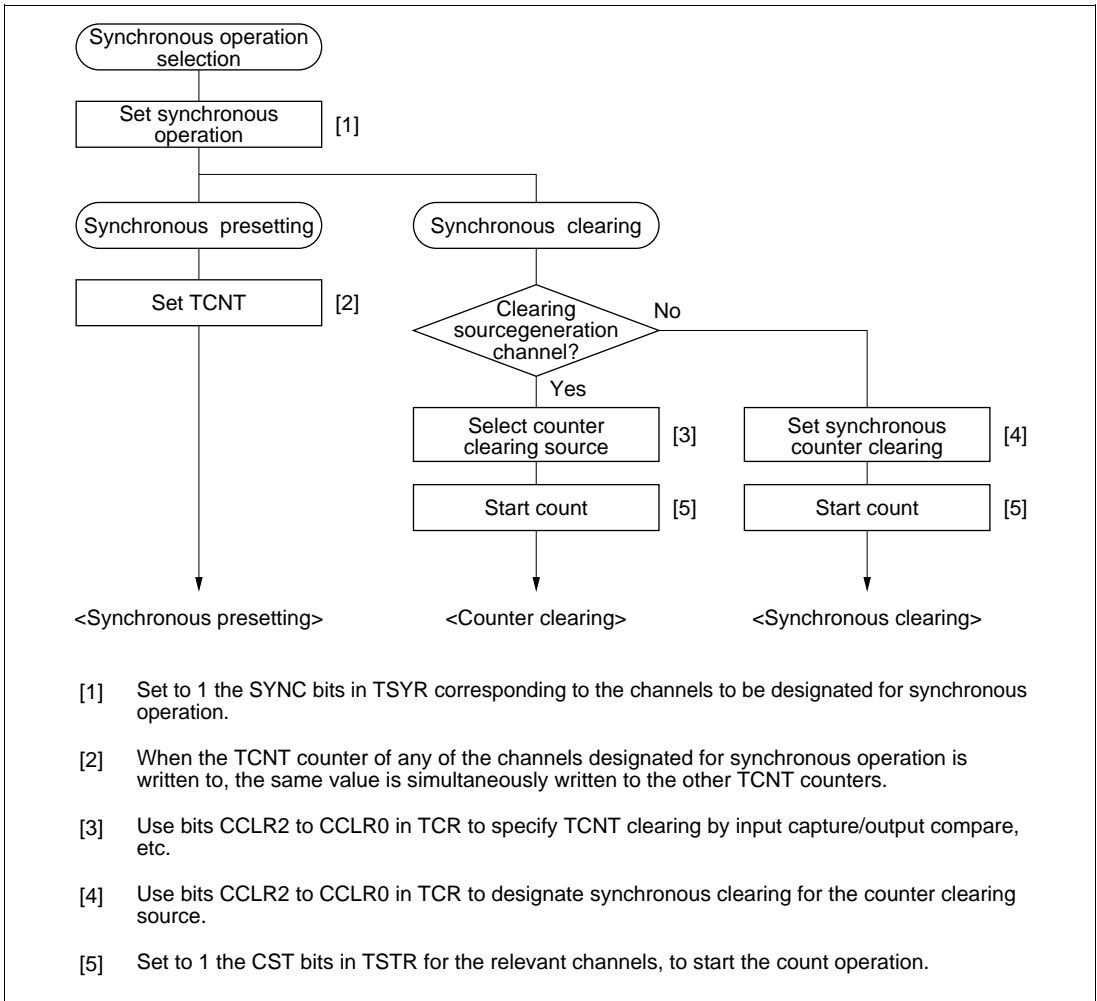 Synchronous operation
selection
Set synchronous
operation
[1]
Synchronous presetting
Synchronous clearing
Set TCNT
[2]
Clearing
sourcegeneration
channel?
No
Yes
Select counter
clearing source
[3]
Set synchronous
counter clearing
[4]
Start count
[5]
Start count
[5]
<Synchronous presetting>
<Counter clearing>
<Synchronous clearing>
[1] Set to 1 the SYNC bits in TSYR corresponding to the channels to be designated for synchronous
operation.
[2] When the TCNT counter of any of the channels designated for synchronous operation is
written to, the same value is simultaneously written to the other TCNT counters.
[3] Use bits CCLR2 to CCLR0 in TCR to specify TCNT clearing by input capture/output compare,
etc.
[4] Use bits CCLR2 to CCLR0 in TCR to designate synchronous clearing for the counter clearing
source.
[5] Set to 1 the CST bits in TSTR for the relevant channels, to start the count operation.